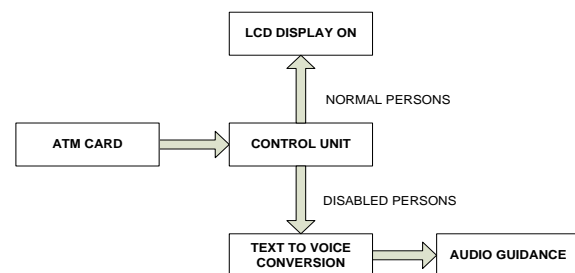 LCD DISPLAY ON
NORMAL PERSONS
ATM CARD
CONTROL UNIT
DISABLED PERSONS
TEXT TO VOICE
CONVERSION
AUDIO GUIDANCE